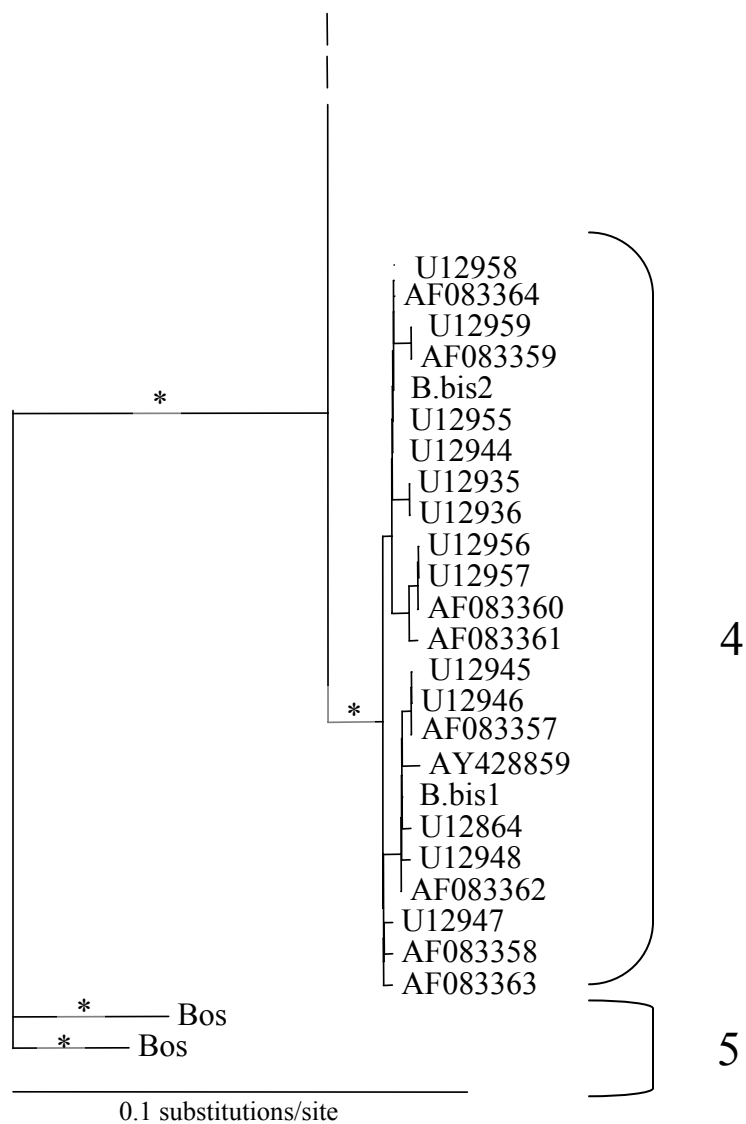 U12958
AF083364
U12959
AF083359
B.bis2
*
U12955
U12944
U12935
U12936
U12956
U12957
AF083360
AF083361
4
U12945
U12946
*
AF083357
AY428859
B.bis1
U12864
U12948
AF083362
U12947
AF083358
AF083363
* Bos
* Bos
5
0.1 substitutions/site